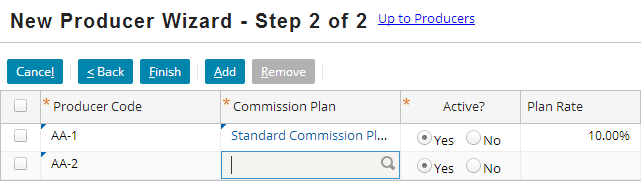 New Producer Wizard - Step 2 of 2 Up to Producers
Cancel < Back Finish Add Remove
* Producer Code * Commission Plan * Active? Plan Rate
AA-1 Standard Commission Pl... Yes No 10.00%
AA-2 Yes No